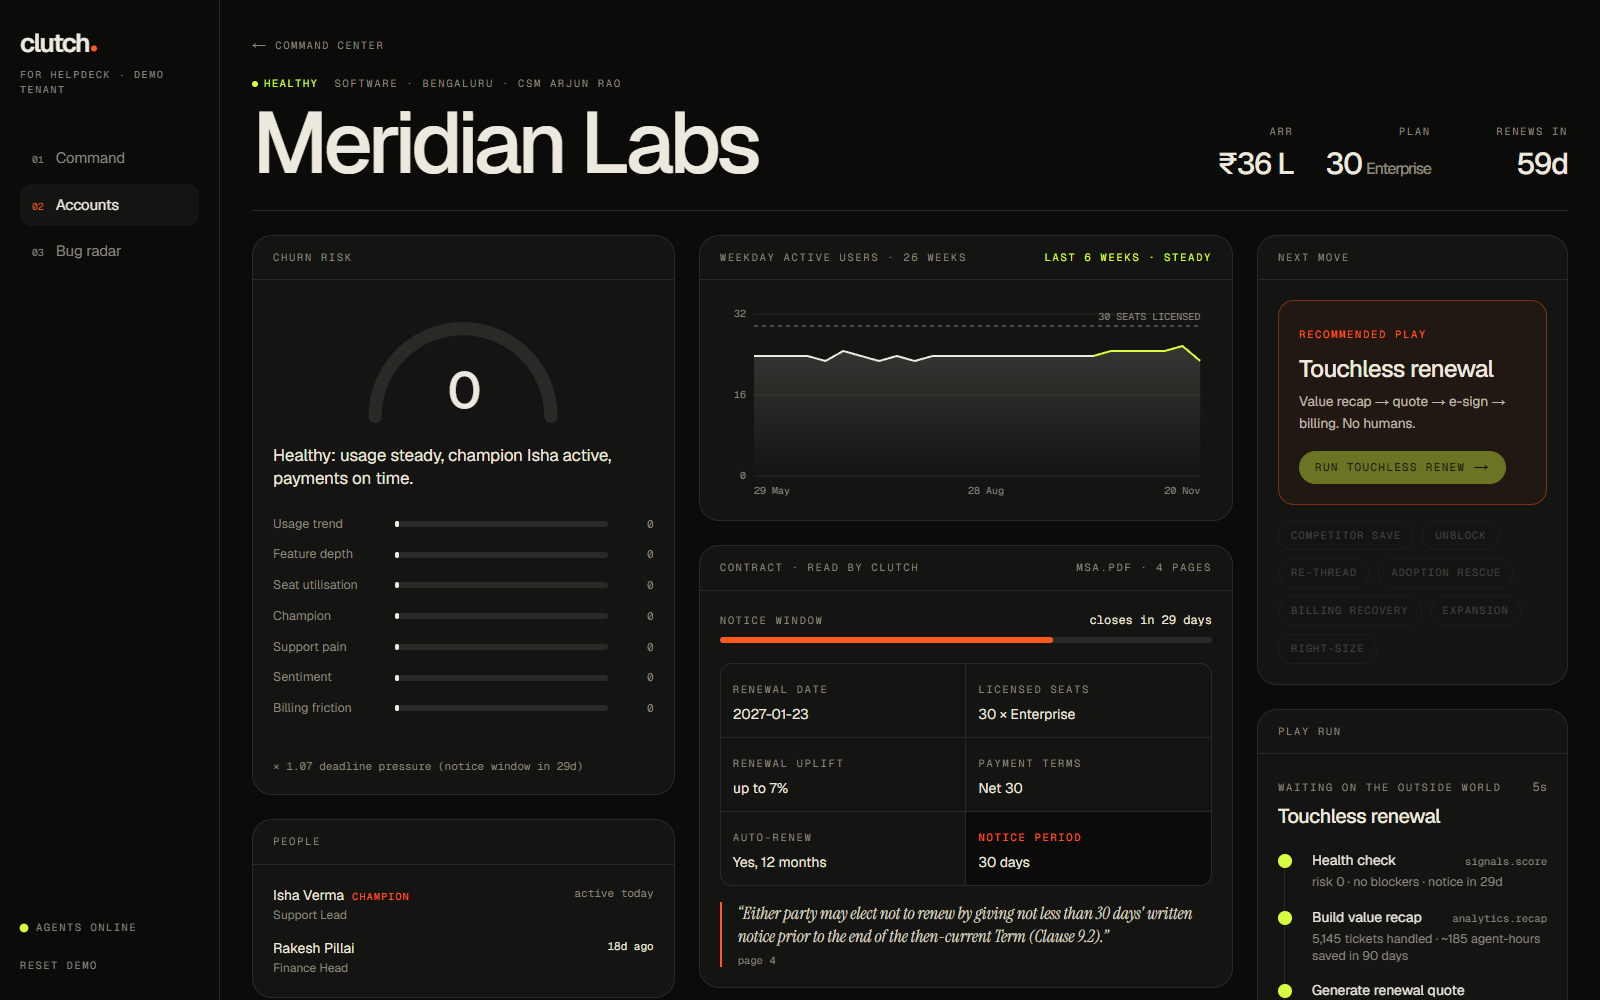 clutch.
FOR HELPDECK · DEMO
TENANT
01 Command
02 Accounts
03 Bug radar
AGENTS ONLINE
RESET DEMO
← COMMAND CENTER
HEALTHY SOFTWARE · BENGALURU · CSM ARJUN RAO
Meridian Labs
ARR
₹36 L
PLAN
30 Enterprise
RENEWS IN
59d
CHURN RISK
0
Healthy: usage steady, champion Isha active,
payments on time.
Usage trend 0
Feature depth 0
Seat utilisation 0
Champion 0
Support pain 0
Sentiment 0
Billing friction 0
× 1.07 deadline pressure (notice window in 29d)
PEOPLE
Isha Verma CHAMPION active today
Support Lead
Rakesh Pillai 18d ago
Finance Head
WEEKDAY ACTIVE USERS · 26 WEEKS LAST 6 WEEKS · STEADY
32
30 SEATS LICENSED
16
0
29 May 28 Aug 20 Nov
CONTRACT · READ BY CLUTCH MSA.PDF · 4 PAGES
NOTICE WINDOW closes in 29 days
RENEWAL DATE
2027-01-23
LICENSED SEATS
30 × Enterprise
RENEWAL UPLIFT
up to 7%
PAYMENT TERMS
Net 30
AUTO-RENEW
Yes, 12 months
NOTICE PERIOD
30 days
“Either party may elect not to renew by giving not less than 30 days' written
notice prior to the end of the then-current Term (Clause 9.2).”
page 4
NEXT MOVE
RECOMMENDED PLAY
Touchless renewal
Value recap → quote → e-sign →
billing. No humans.
RUN TOUCHLESS RENEW →
COMPETITOR SAVE UNBLOCK
RE-THREAD ADOPTION RESCUE
BILLING RECOVERY EXPANSION
RIGHT-SIZE
PLAY RUN
WAITING ON THE OUTSIDE WORLD 5s
Touchless renewal
Health check signals.score
risk 0 · no blockers · notice in 29d
Build value recap analytics.recap
5,145 tickets handled · ~185 agent-hours
saved in 90 days
Generate renewal quote